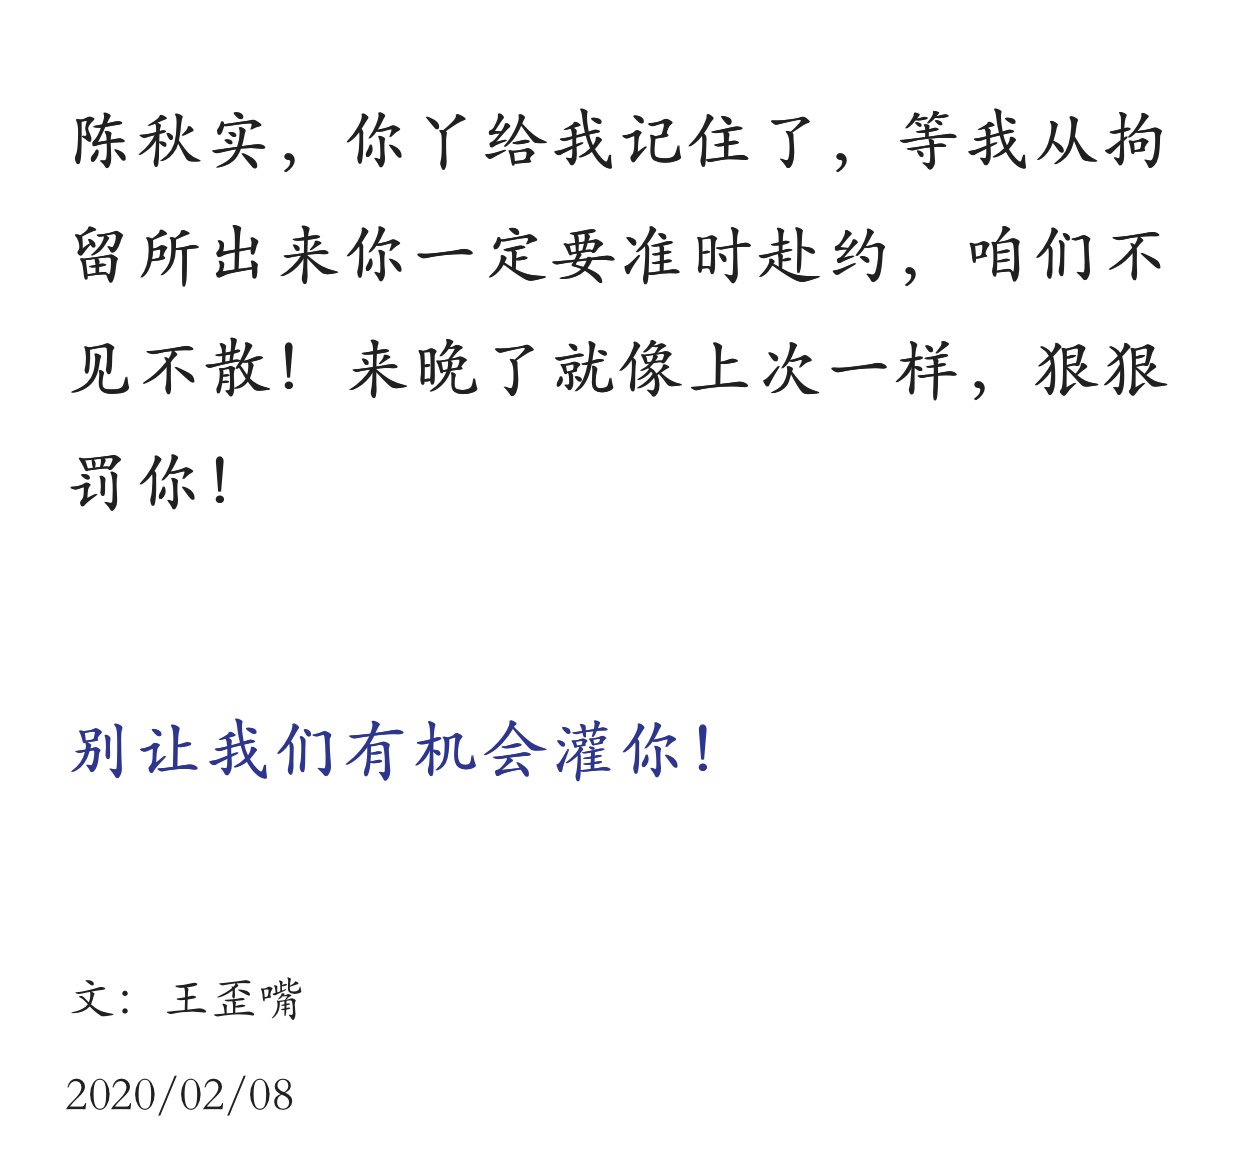 陈秋实，你丫给我记住了，等我从拘
留所出来你一定要准时赴约，咱们不
见不散！来晚了就像上次一样，狠狠
罚你！
别让我们有机会灌你！
文：王歪嘴
2020/02/08